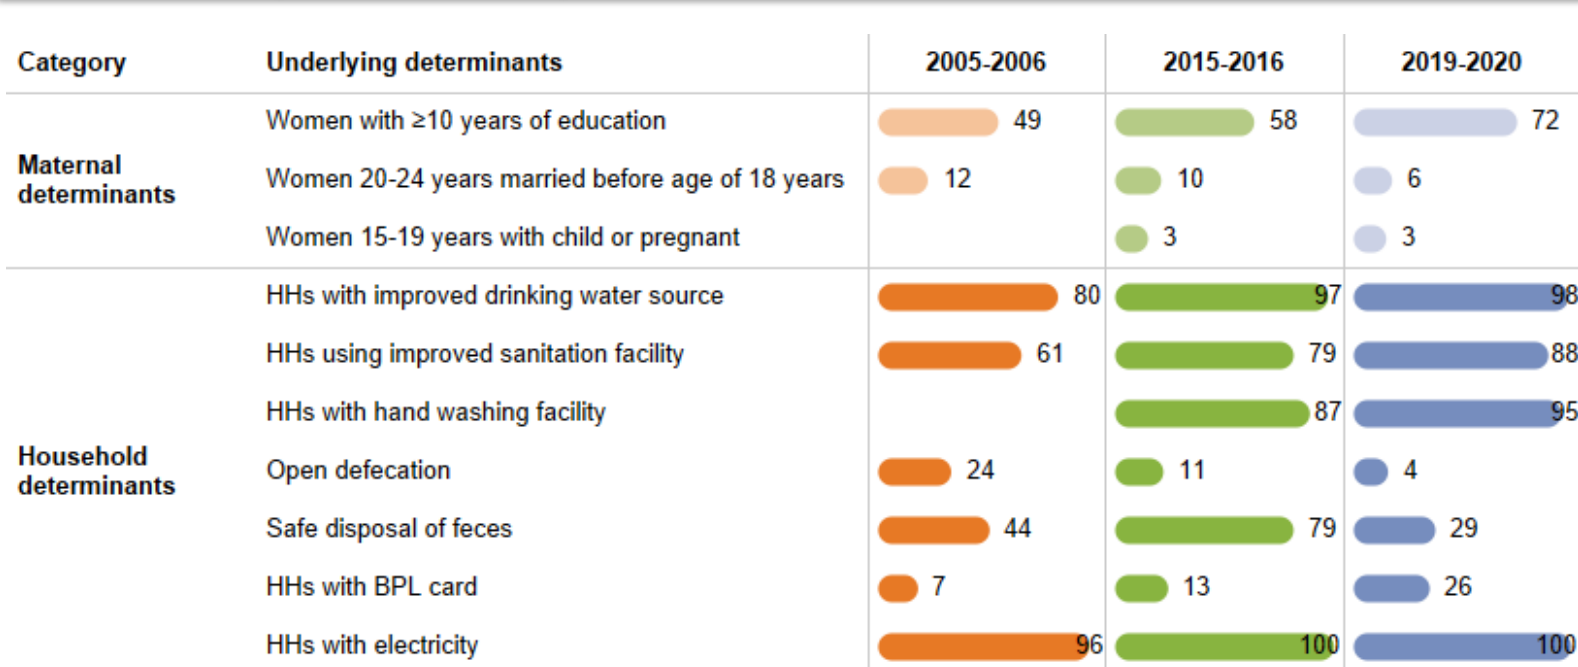 Category Underlying determinants 2005-2006 2015-2016 2019-2020
Women with ≥10 years of education 49 58 72
Maternal determinants
Women 20-24 years married before age of 18 years 12 10 6
Women 15-19 years with child or pregnant 3 3
HHs with improved drinking water source 80 97 98
HHs using improved sanitation facility 61 79 88
HHs with hand washing facility 87 95
Household determinants
Open defecation 24 11 4
Safe disposal of feces 44 79 29
HHs with BPL card 7 13 26
HHs with electricity 96 100 100